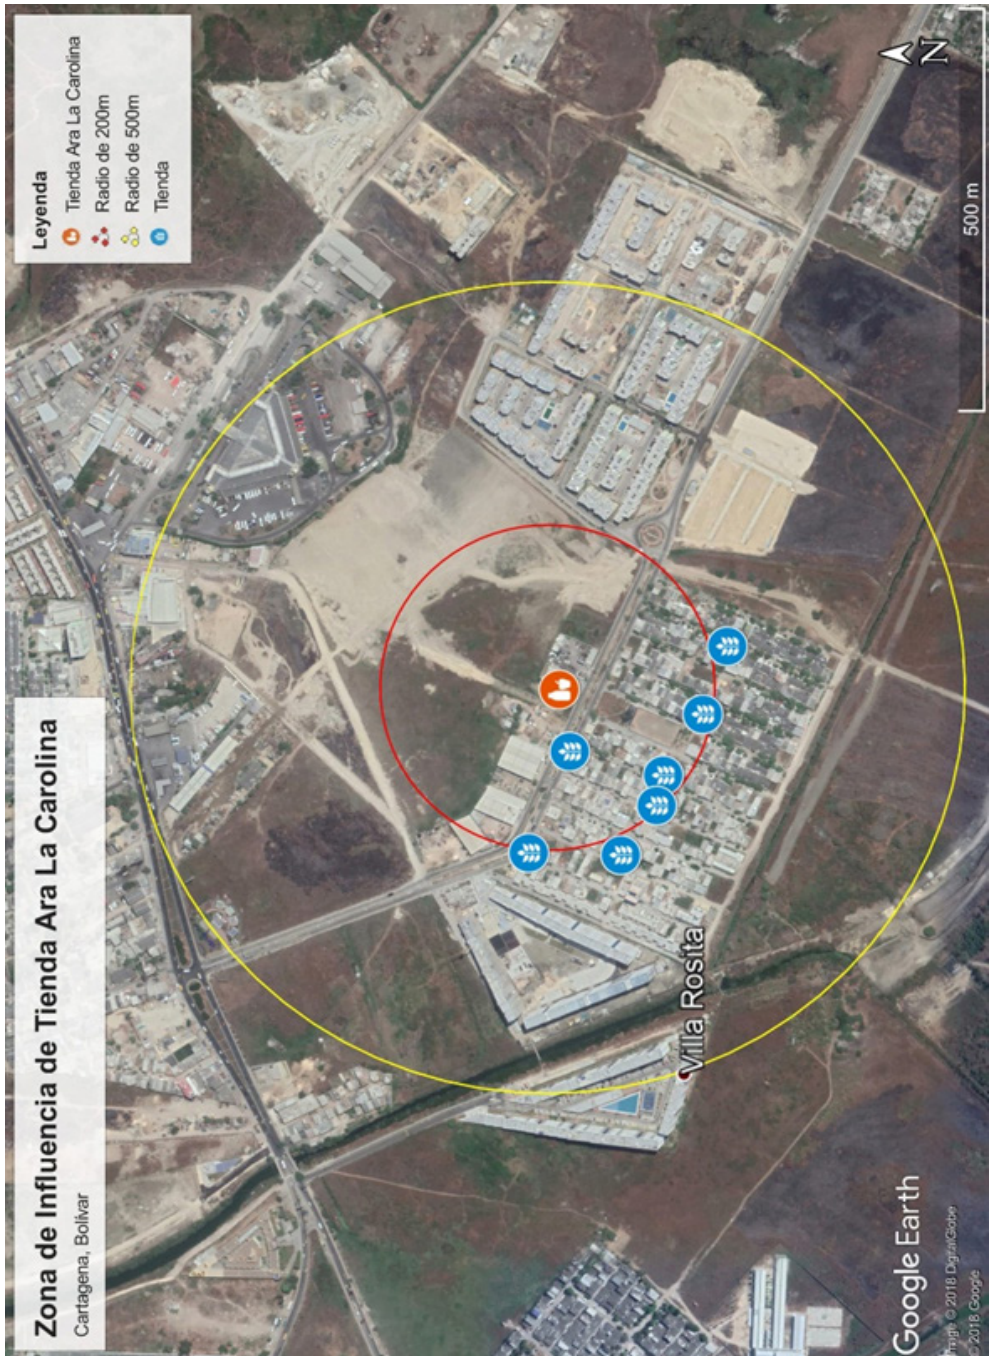 Zona de Influencia de Tienda Ara La Carolina
Cartagena, Bolívar
Leyenda
Tienda Ara La Carolina
Radio de 200m
Radio de 500m
Tienda
Villa Rosita
N
500 m
Google Earth
Image © 2018 DigitalGlobe
© 2018 Google